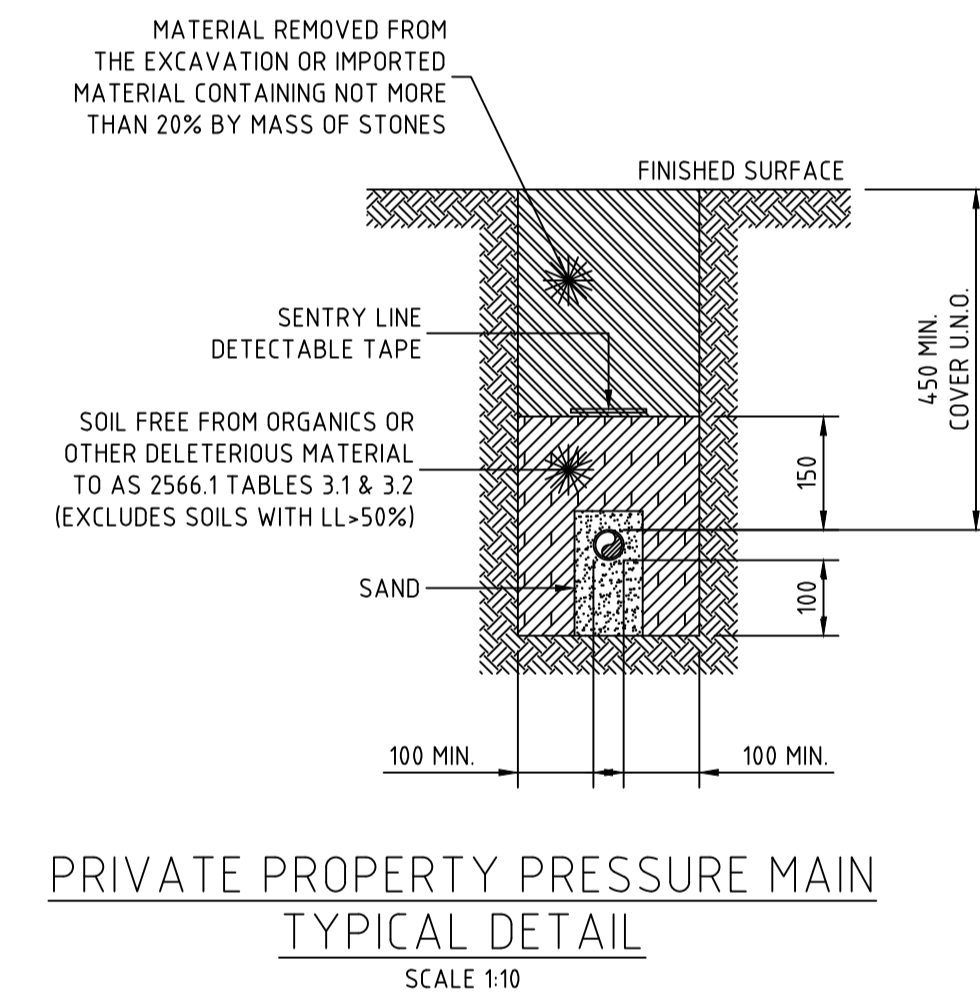 MATERIAL REMOVED FROM
THE EXCAVATION OR IMPORTED
MATERIAL CONTAINING NOT MORE
THAN 20% BY MASS OF STONES
FINISHED SURFACE
SENTRY LINE
DETECTABLE TAPE
450 MIN.
COVER U.N.O.
SOIL FREE FROM ORGANICS OR
OTHER DELETERIOUS MATERIAL
TO AS 2566.1 TABLES 3.1 & 3.2
(EXCLUDES SOILS WITH LL>50%)
150
SAND
100
100 MIN.
100 MIN.
PRIVATE PROPERTY PRESSURE MAIN
TYPICAL DETAIL
SCALE 1:10